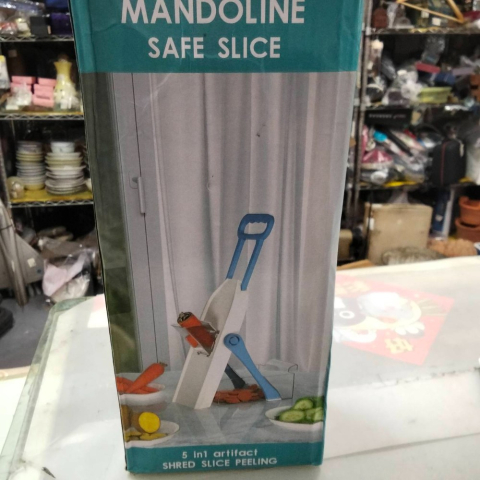 MANDOLINE
SAFE SLICE
5 in1 artifact
SHRED SLICE PEELING